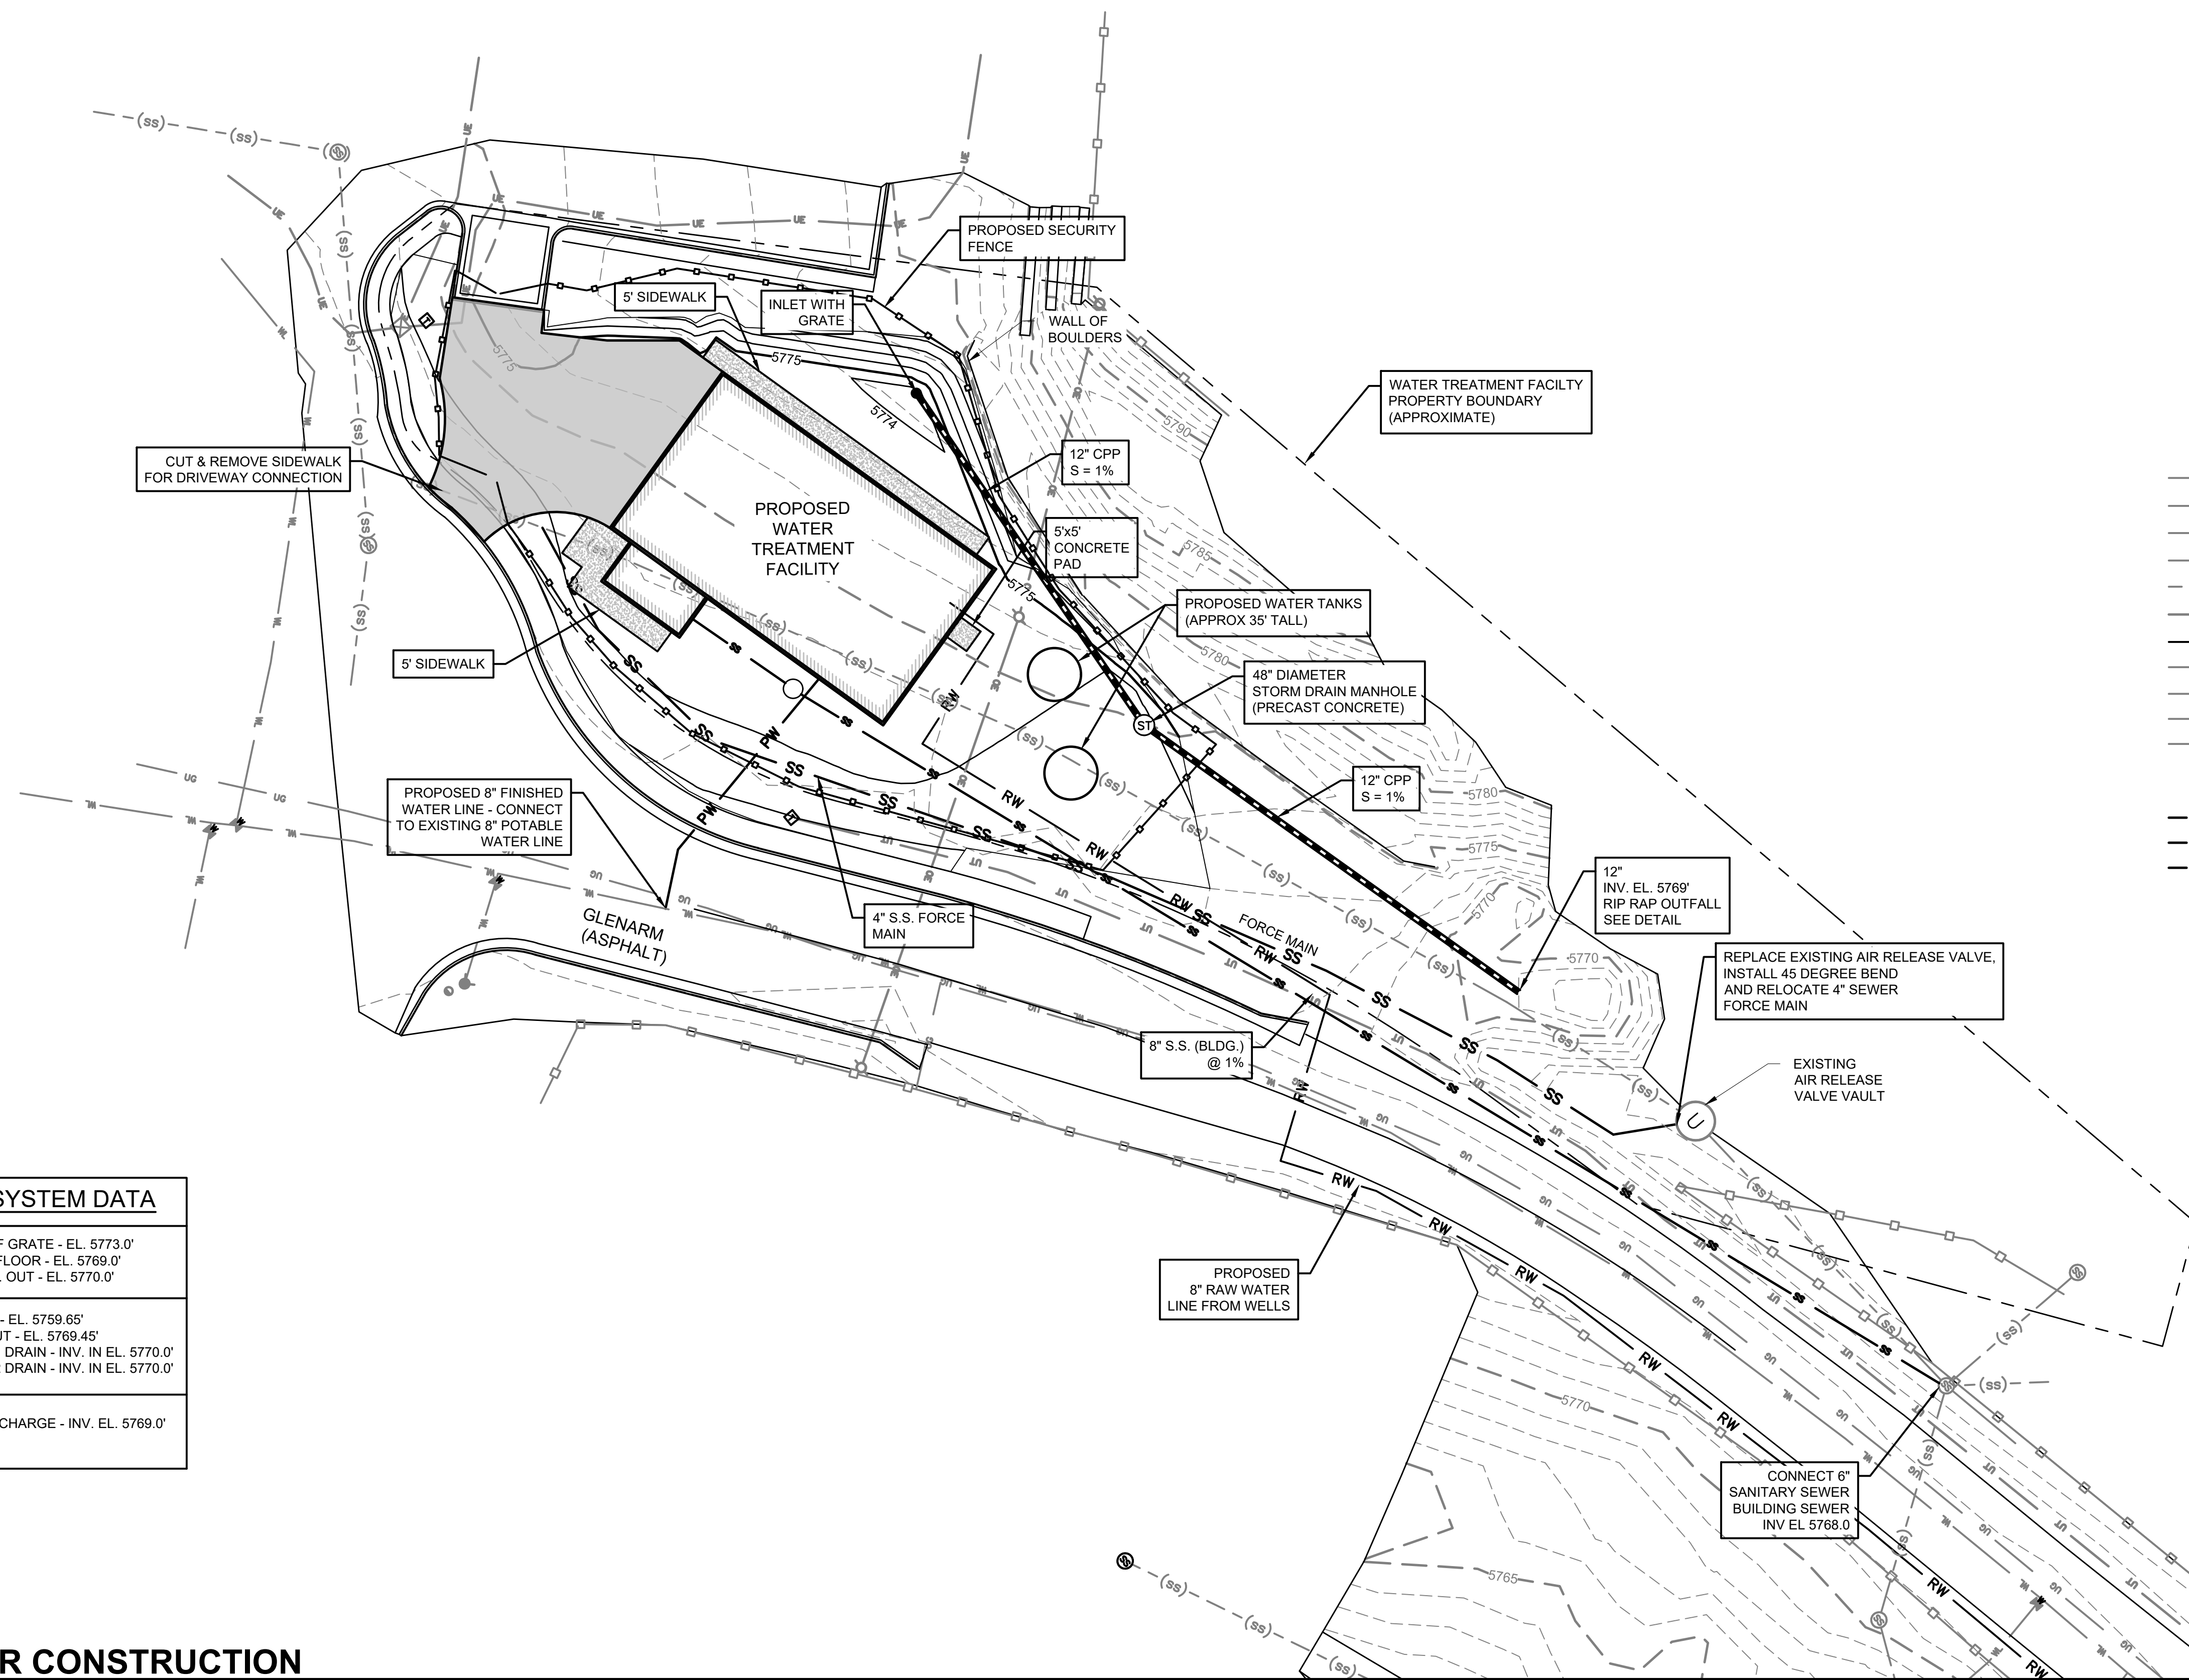 PROPOSED SECURITY
FENCE
5' SIDEWALK
INLET WITH
GRATE
WALL OF
BOULDERS
5775
5775
5774
5790
WATER TREATMENT FACILTY
PROPERTY BOUNDARY
(APPROXIMATE)
CUT & REMOVE SIDEWALK
FOR DRIVEWAY CONNECTION
12" CPP
S = 1%
PROPOSED
WATER
TREATMENT
FACILITY
5'x5'
CONCRETE
PAD
5785
5775
PROPOSED WATER TANKS
(APPROX 35' TALL)
5780
5' SIDEWALK
48" DIAMETER
STORM DRAIN MANHOLE
(PRECAST CONCRETE)
ST
12" CPP
S = 1%
5780
5775
PROPOSED 8" FINISHED
WATER LINE - CONNECT
TO EXISTING 8" POTABLE
WATER LINE
12"
INV. EL. 5769'
RIP RAP OUTFALL
SEE DETAIL
5770
5770
4" S.S. FORCE
MAIN
GLENARM
(ASPHALT)
FORCE MAIN
REPLACE EXISTING AIR RELEASE VALVE,
INSTALL 45 DEGREE BEND
AND RELOCATE 4" SEWER
FORCE MAIN
8" S.S. (BLDG.)
@ 1%
EXISTING
AIR RELEASE
VALVE VAULT
PROPOSED
8" RAW WATER
LINE FROM WELLS
SYSTEM DATA
F GRATE - EL. 5773.0'
FLOOR - EL. 5769.0'
. OUT - EL. 5770.0'
- EL. 5759.65'
UT - EL. 5769.45'
DRAIN - INV. IN EL. 5770.0'
R DRAIN - INV. IN EL. 5770.0'
CHARGE - INV. EL. 5769.0'
5770
5765
CONNECT 6"
SANITARY SEWER
BUILDING SEWER
INV EL 5768.0
R CONSTRUCTION